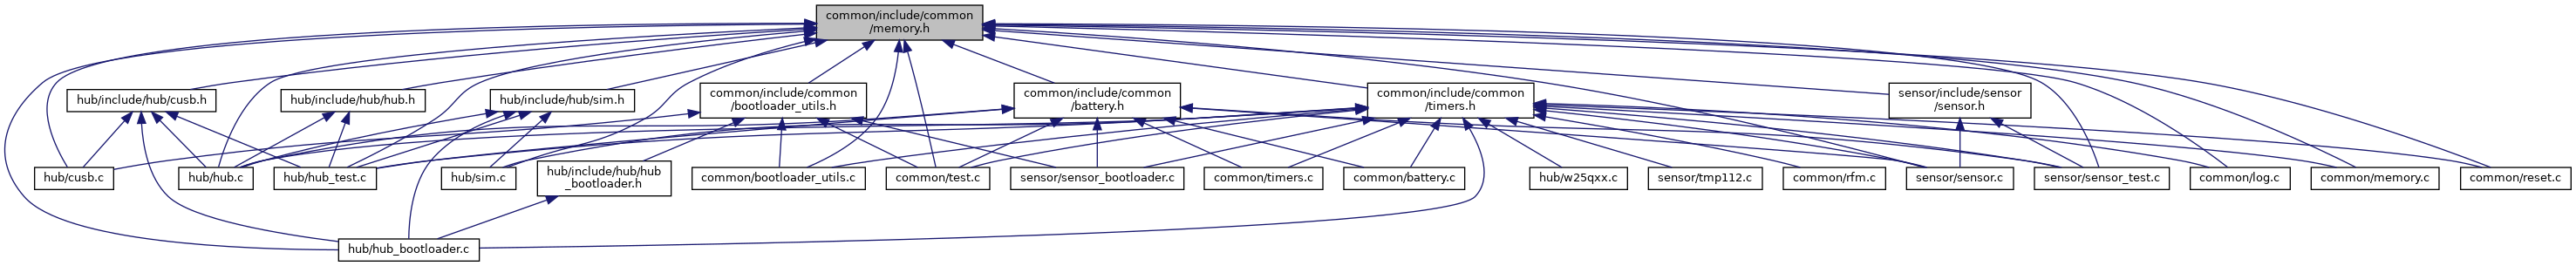 common/include/common
/memory.h
hub/include/hub/cusb.h
hub/include/hub/hub.h
hub/include/hub/sim.h
common/include/common
/bootloader_utils.h
common/include/common
/battery.h
common/include/common
/timers.h
sensor/include/sensor
/sensor.h
hub/cusb.c
hub/hub.c
hub/hub_test.c
hub/sim.c
hub/include/hub/hub
_bootloader.h
common/bootloader_utils.c
common/test.c
sensor/sensor_bootloader.c
common/timers.c
common/battery.c
hub/w25qxx.c
sensor/tmp112.c
common/rfm.c
sensor/sensor.c
sensor/sensor_test.c
common/log.c
common/memory.c
common/reset.c
hub/hub_bootloader.c